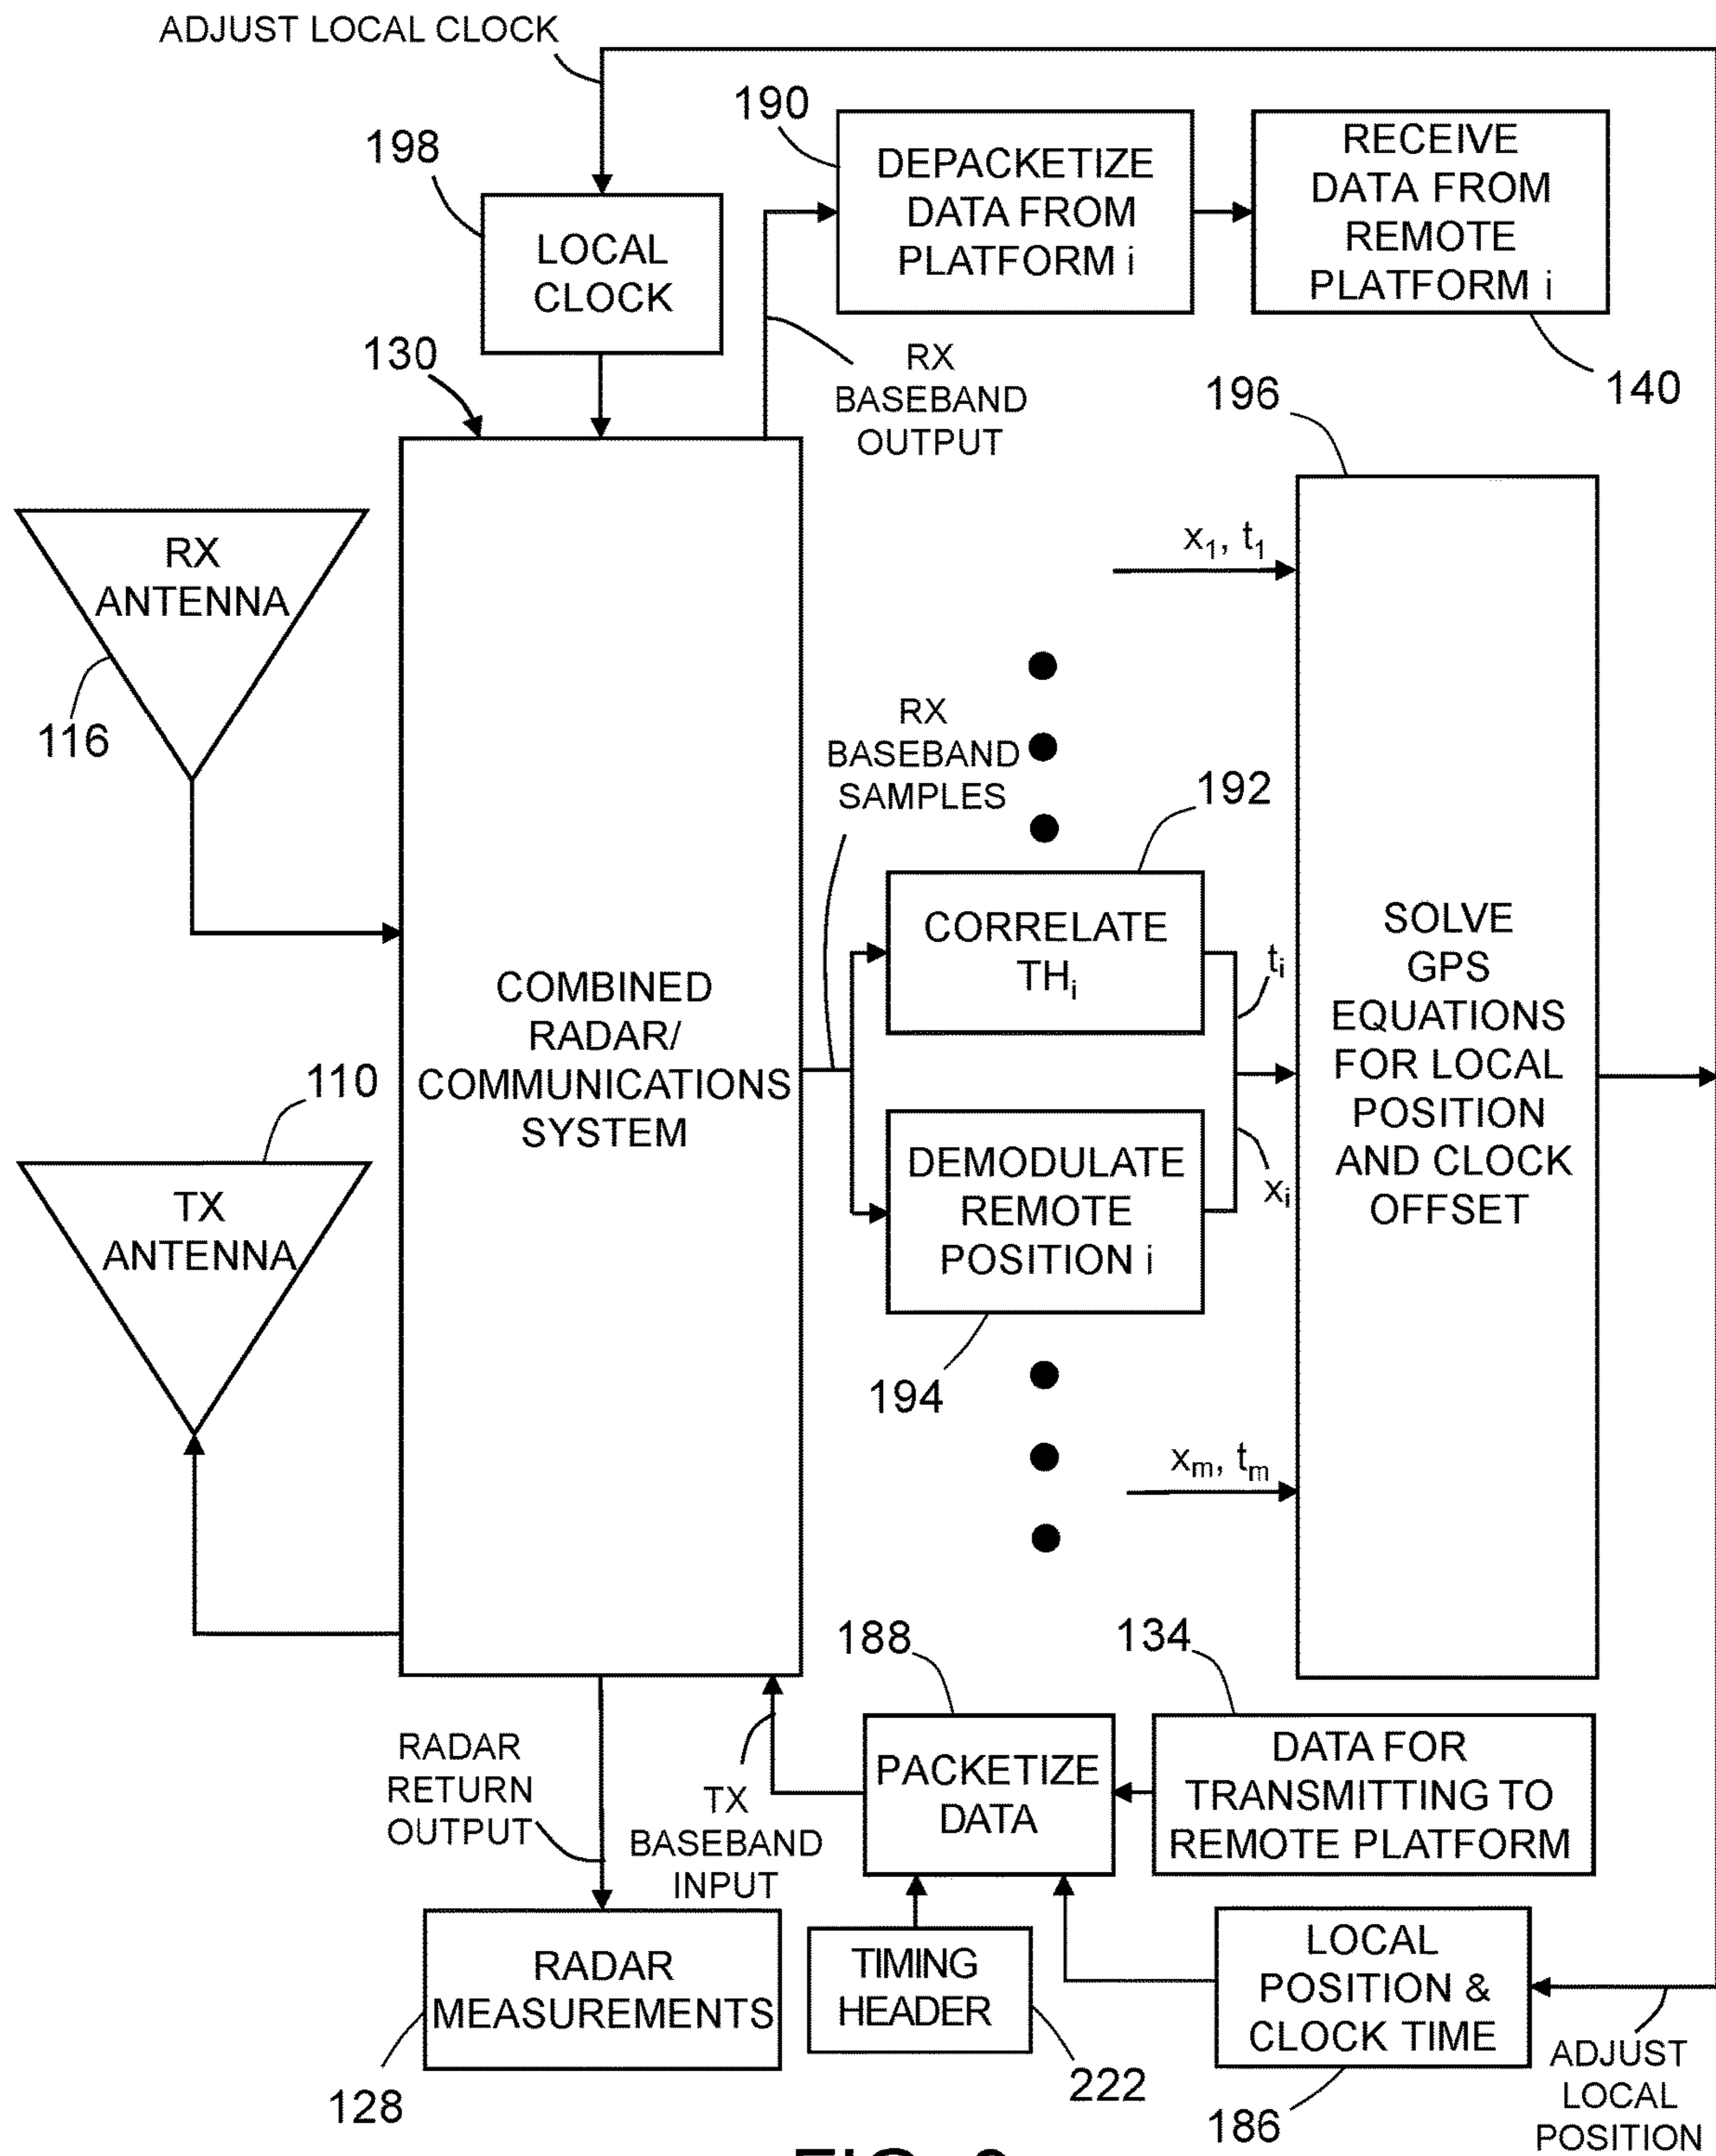 ADJUST LOCAL CLOCK
190
DEPACKETIZE
DATA FROM
PLATFORM i
RECEIVE
DATA FROM
REMOTE
PLATFORM i
140
198
LOCAL
CLOCK
130
RX
BASEBAND
OUTPUT
196
RX
ANTENNA
116
x₁, t₁
RX
BASEBAND
SAMPLES
192
CORRELATE
THᵢ
tᵢ
COMBINED
RADAR/
COMMUNICATIONS
SYSTEM
SOLVE
GPS
EQUATIONS
FOR LOCAL
POSITION
AND CLOCK
OFFSET
110
TX
ANTENNA
DEMODULATE
REMOTE
POSITION i
xᵢ
194
xₘ, tₘ
188
134
PACKETIZE
DATA
DATA FOR
TRANSMITTING TO
REMOTE PLATFORM
RADAR
RETURN
OUTPUT
TX
BASEBAND
INPUT
RADAR
MEASUREMENTS
128
TIMING
HEADER
222
LOCAL
POSITION &
CLOCK TIME
186
ADJUST
LOCAL
POSITION